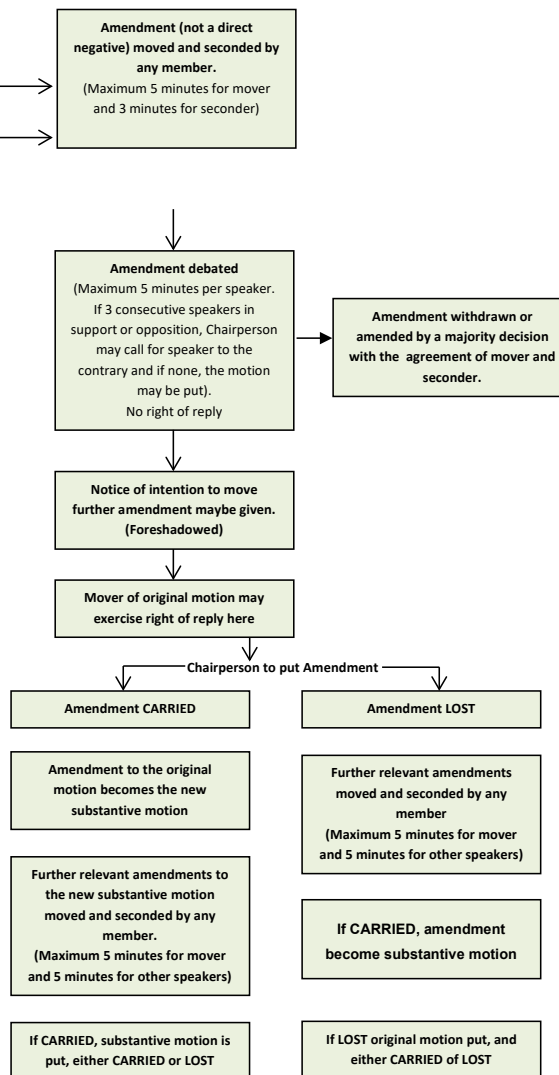 Amendment (not a direct
negative) moved and seconded by
any member.
(Maximum 5 minutes for mover
and 3 minutes for seconder)
Amendment debated
(Maximum 5 minutes per speaker.
If 3 consecutive speakers in
support or opposition, Chairperson
may call for speaker to the
contrary and if none, the motion
may be put).
No right of reply
Amendment withdrawn or
amended by a majority decision
with the agreement of mover and
seconder.
Notice of intention to move
further amendment maybe given.
(Foreshadowed)
Mover of original motion may
exercise right of reply here
Chairperson to put Amendment
Amendment CARRIED
Amendment to the original
motion becomes the new
substantive motion
Further relevant amendments to
the new substantive motion
moved and seconded by any
member.
(Maximum 5 minutes for mover
and 5 minutes for other speakers)
If CARRIED, substantive motion is
put, either CARRIED or LOST
Amendment LOST
Further relevant amendments
moved and seconded by any
member
(Maximum 5 minutes for mover
and 5 minutes for other speakers)
If CARRIED, amendment
become substantive motion
If LOST original motion put, and
either CARRIED of LOST